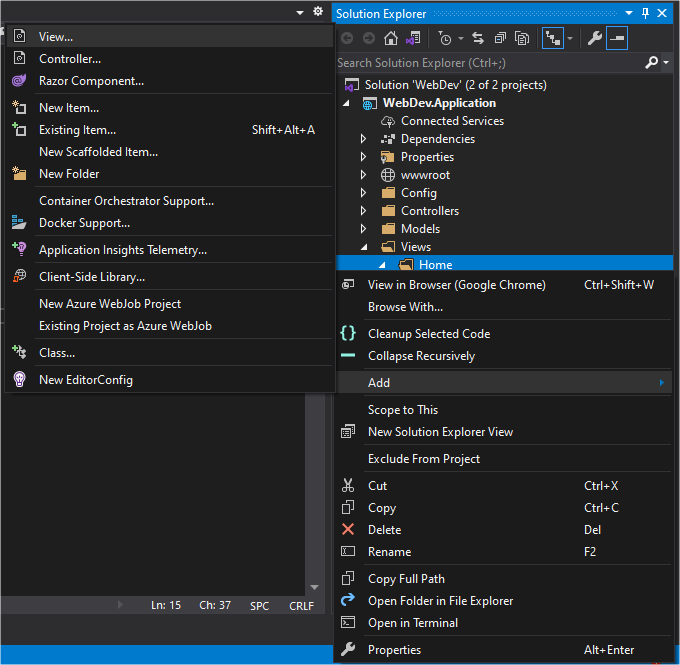 Solution Explorer
Search Solution Explorer (Ctrl+;)
Solution 'WebDev' (2 of 2 projects)
WebDev.Application
Connected Services
Dependencies
Properties
wwwroot
Config
Controllers
Models
Views
Home
View...
Controller...
Razor Component...
New Item...
Existing Item... Shift+Alt+A
New Scaffolded Item...
New Folder
Container Orchestrator Support...
Docker Support...
Application Insights Telemetry...
Client-Side Library...
New Azure WebJob Project
Existing Project as Azure WebJob
Class...
New EditorConfig
View in Browser (Google Chrome) Ctrl+Shift+W
Browse With...
Cleanup Selected Code
Collapse Recursively
Add
Scope to This
New Solution Explorer View
Exclude From Project
Cut Ctrl+X
Copy Ctrl+C
Delete Del
Rename F2
Copy Full Path
Open Folder in File Explorer
Open in Terminal
Properties Alt+Enter
Ln: 15 Ch: 37 SPC CRLF